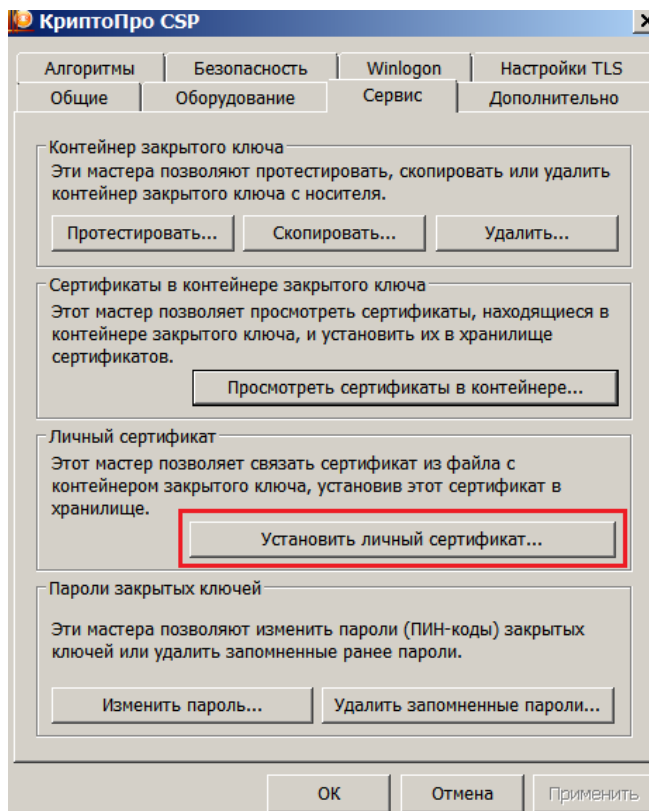 КриптоПро CSP
Алгоритмы Безопасность Winlogon Настройки TLS
Общие Оборудование Сервис Дополнительно
Контейнер закрытого ключа
Эти мастера позволяют протестировать, скопировать или удалить
контейнер закрытого ключа с носителя.
Протестировать... Скопировать... Удалить...
Сертификаты в контейнере закрытого ключа
Этот мастер позволяет просмотреть сертификаты, находящиеся в
контейнере закрытого ключа, и установить их в хранилище
сертификатов.
Просмотреть сертификаты в контейнере...
Личный сертификат
Этот мастер позволяет связать сертификат из файла с
контейнером закрытого ключа, установив этот сертификат в
хранилище.
Установить личный сертификат...
Пароли закрытых ключей
Эти мастера позволяют изменить пароли (ПИН-коды) закрытых
ключей или удалить запомненные ранее пароли.
Изменить пароль... Удалить запомненные пароли...
ОК Отмена Применить